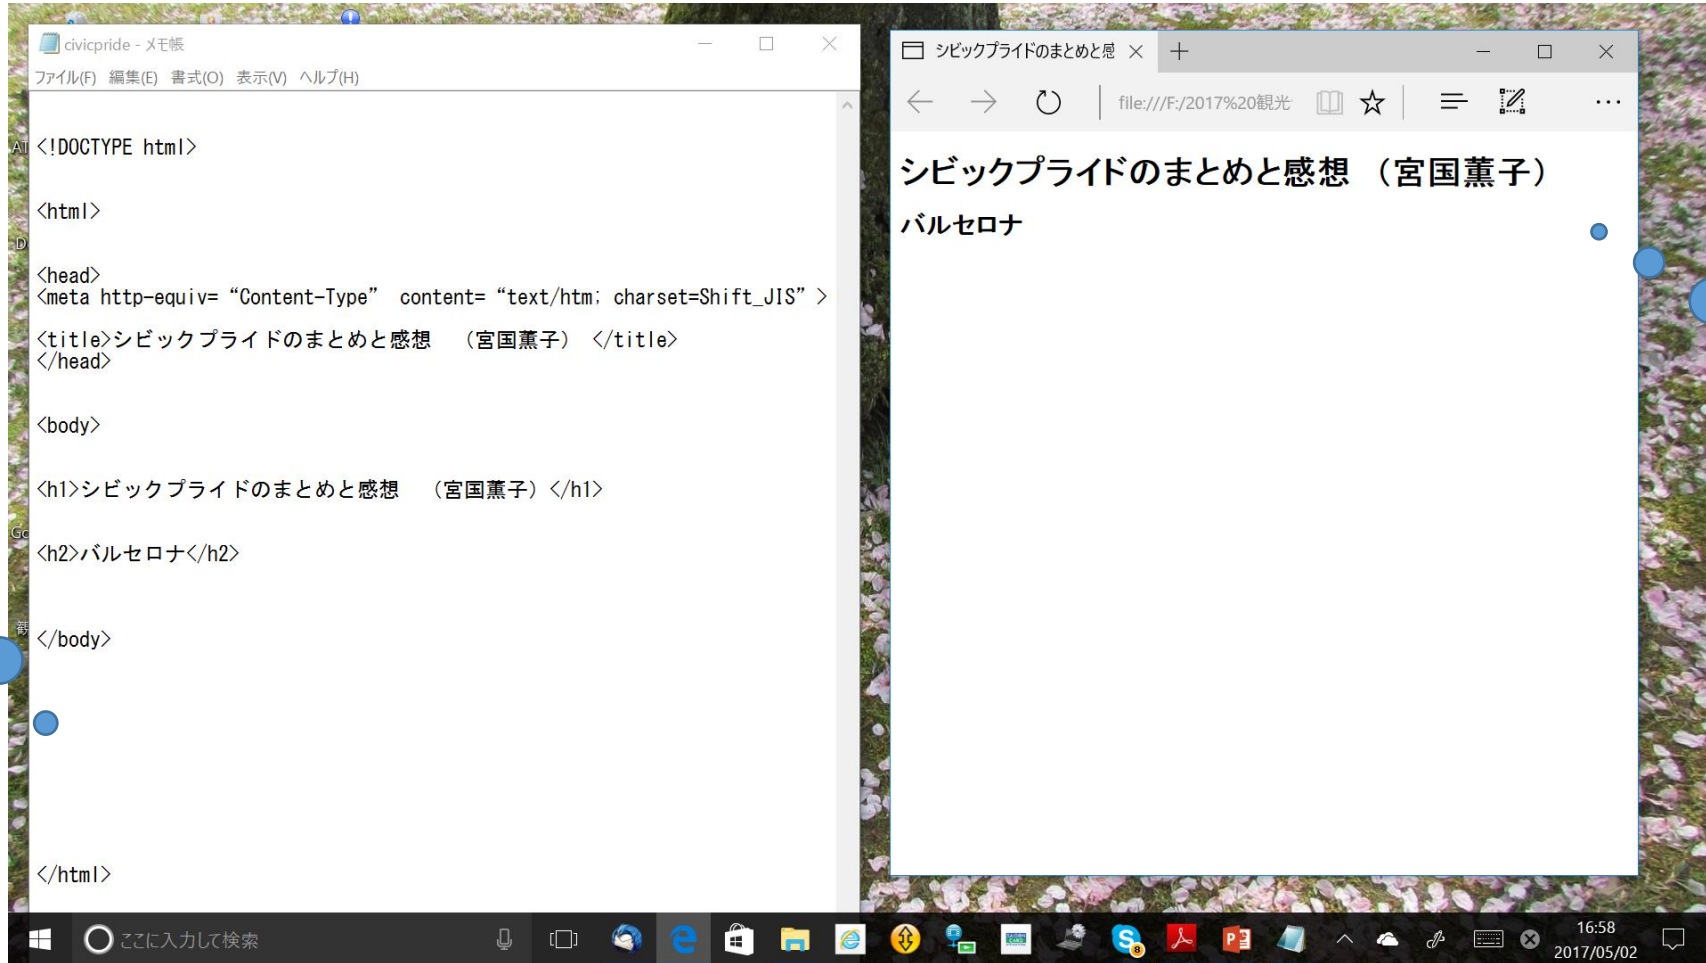 civicpride - メモ帳
ファイル(F) 編集(E) 書式(O) 表示(V) ヘルプ(H)
<!DOCTYPE html>
<html>
<head>
<meta http-equiv= “Content-Type” content= “text/htm; charset=Shift_JIS” >
<title>シビックプライドのまとめと感想 （宮国薫子） </title>
</head>
<body>
<h1>シビックプライドのまとめと感想 （宮国薫子）</h1>
<h2>バルセロナ</h2>
</body>
</html>
シビックプライドのまとめと感
file:///F:/2017%20観光
シビックプライドのまとめと感想 （宮国薫子）
バルセロナ
ここに入力して検索
16:58
2017/05/02